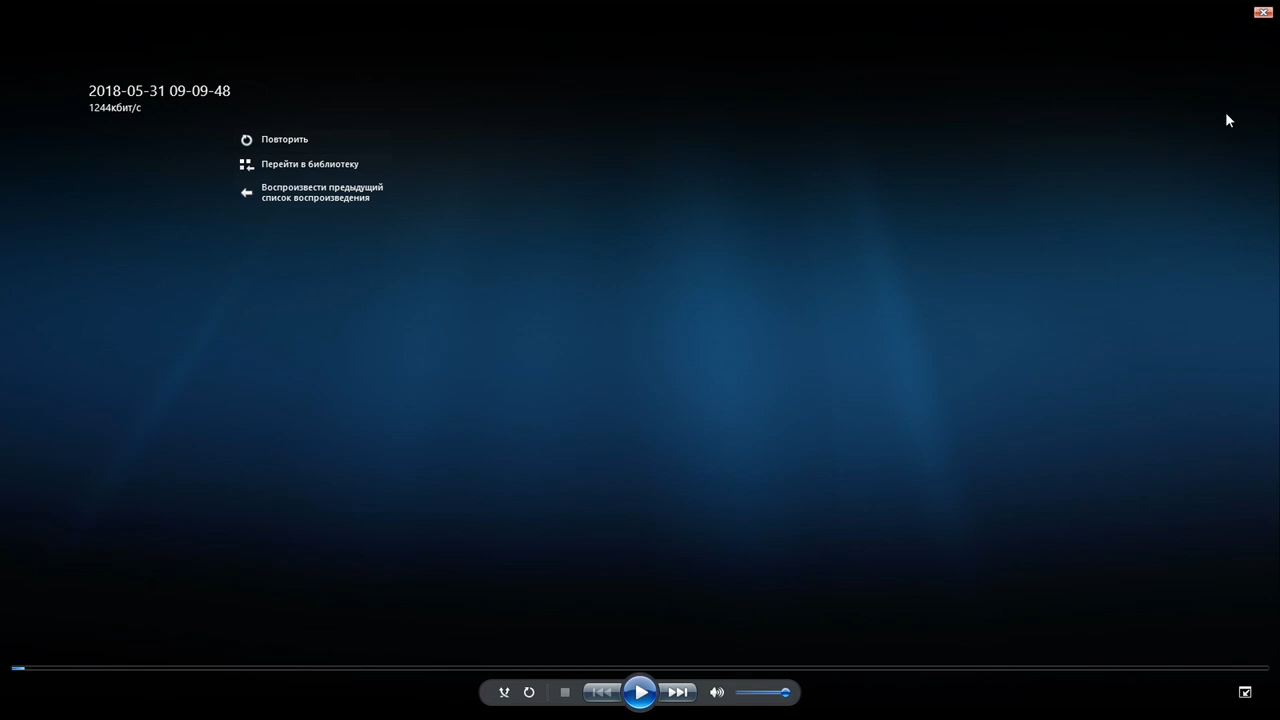 2018-05-31 09-09-48
1244кбит/с
Повторить
Перейти в библиотеку
Воспроизвести предыдущий
список воспроизведения